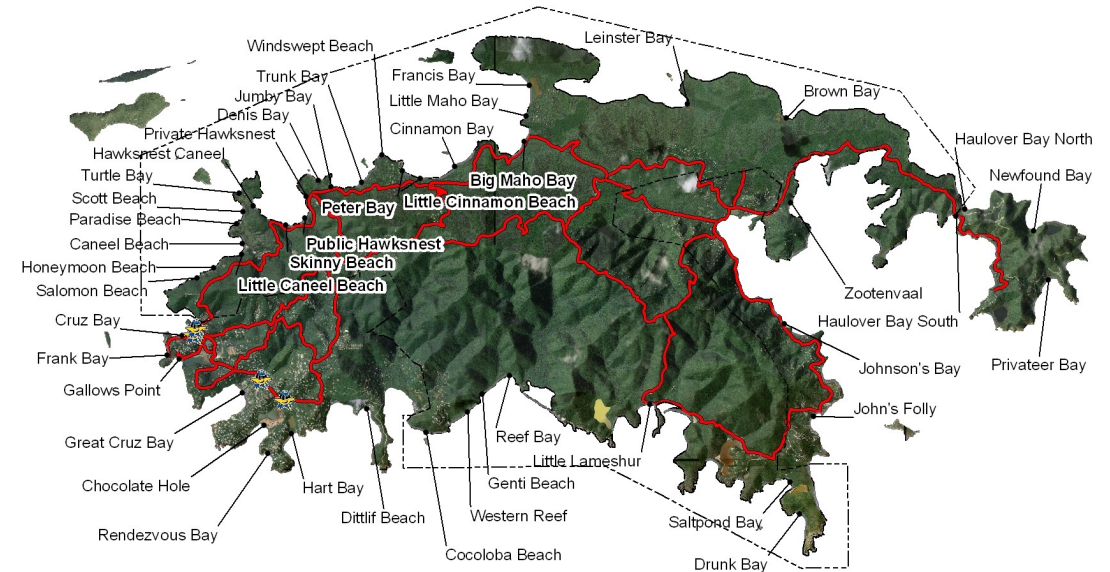 Leinster Bay
Windswept Beach
Trunk Bay
Francis Bay
Brown Bay
Jumby Bay
Little Maho Bay
Denis Bay
Cinnamon Bay
Private Hawksnest
Haulover Bay North
Hawksnest Caneel
Turtle Bay
Newfound Bay
Big Maho Bay
Scott Beach
Little Cinnamon Beach
Peter Bay
Paradise Beach
Caneel Beach
Public Hawksnest
Skinny Beach
Honeymoon Beach
Little Caneel Beach
Salomon Beach
Zootenvaal
Cruz Bay
Haulover Bay South
Frank Bay
Privateer Bay
Johnson's Bay
Gallows Point
John's Folly
Great Cruz Bay
Reef Bay
Little Lameshur
Chocolate Hole
Hart Bay
Genti Beach
Dittlif Beach
Western Reef
Saltpond Bay
Rendezvous Bay
Cocoloba Beach
Drunk Bay